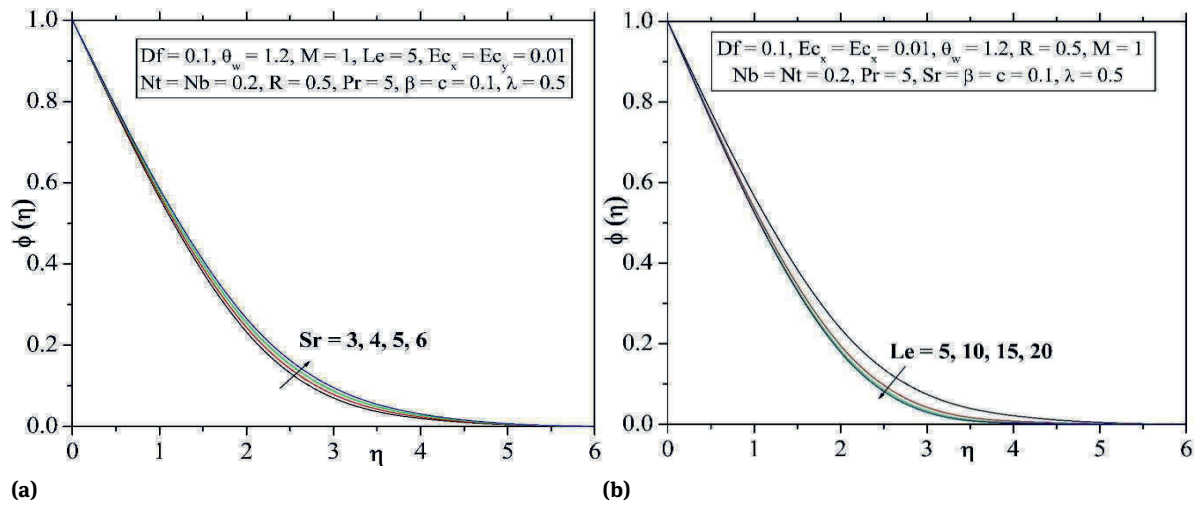 1.0
0.8
0.6
0.4
0.2
0.0
ϕ (η)
Df = 0.1, θw = 1.2, M = 1, Le = 5, Ecx = Ecy = 0.01
Nt = Nb = 0.2, R = 0.5, Pr = 5, β = c = 0.1, λ = 0.5
Sr = 3, 4, 5, 6
0 1 2 3 4 5 6
η
(a)
1.0
0.8
0.6
0.4
0.2
0.0
ϕ (η)
Df = 0.1, Ecx = Ecx = 0.01, θw = 1.2, R = 0.5, M = 1
Nb = Nt = 0.2, Pr = 5, Sr = β = c = 0.1, λ = 0.5
Le = 5, 10, 15, 20
0 1 2 3 4 5 6
η
(b)